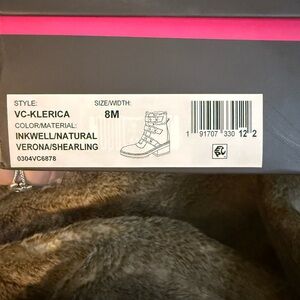 STYLE: SIZE/WIDTH:
VC-KLERICA 8M
COLOR/MATERIAL:
INKWELL/NATURAL
VERONA/SHEARLING
0304VC6878
1 91707 330 12 2